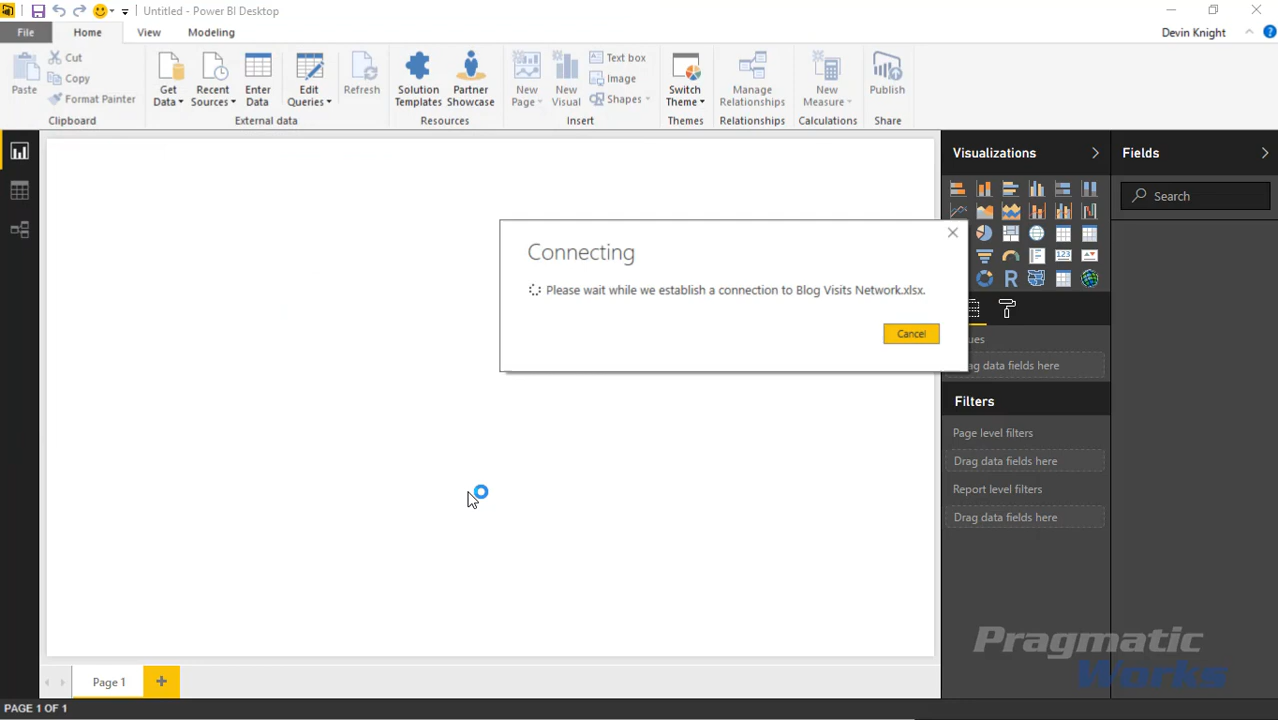 Untitled - Power BI Desktop
File
Home
View
Modeling
Devin Knight
Paste
Cut
Copy
Format Painter
Clipboard
Get Data
Recent Sources
Enter Data
Edit Queries
Refresh
External data
Solution Templates
Partner Showcase
Resources
New Page
New Visual
Text box
Image
Shapes
Insert
Switch Theme
Themes
Manage Relationships
Relationships
New Measure
Calculations
Publish
Share
Connecting
Please wait while we establish a connection to Blog Visits Network.xlsx.
Cancel
Visualizations
R
123
ues
ag data fields here
Filters
Page level filters
Drag data fields here
Report level filters
Drag data fields here
Fields
Search
Page 1
PAGE 1 OF 1
Pragmatic
Works